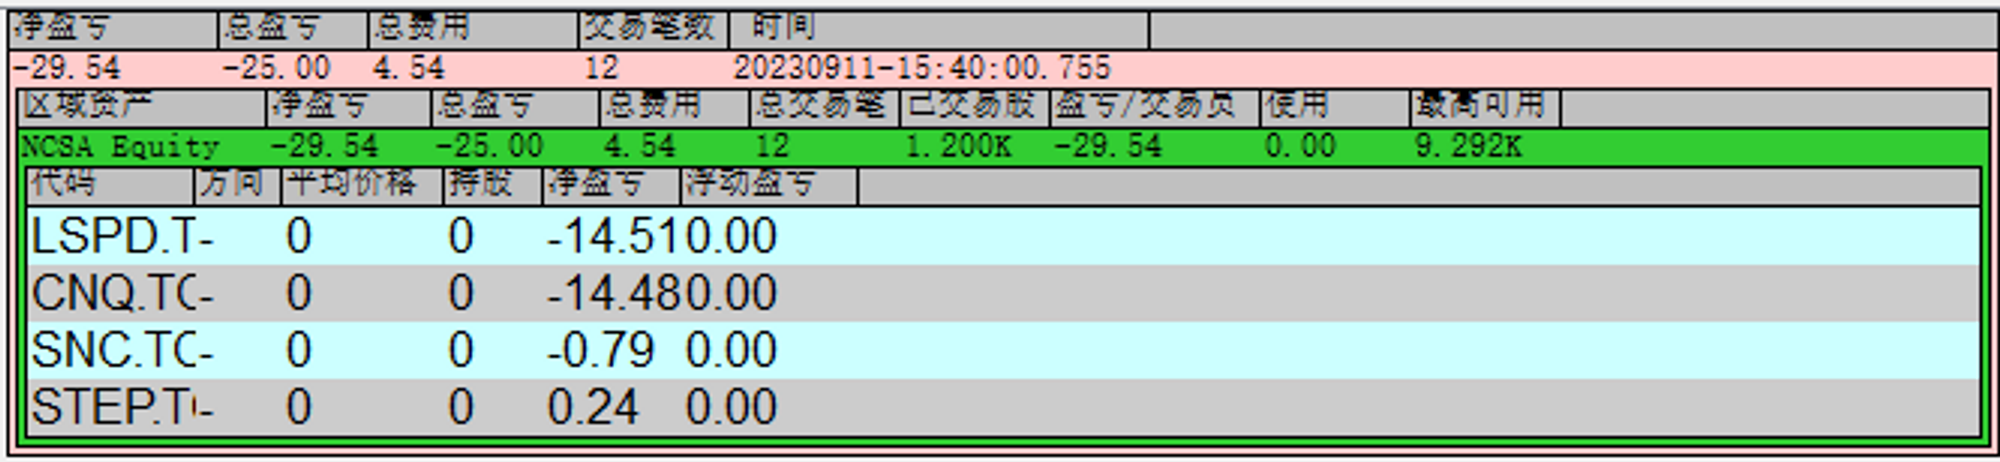 净盈亏 总盈亏 总费用 交易笔数 时间
-29.54 -25.00 4.54 12 20230911-15:40:00.755
区域资产 净盈亏 总盈亏 总费用 总交易笔 已交易股 盈亏/交易员 使用 最高可用
NCSA Equity -29.54 -25.00 4.54 12 1.200K -29.54 0.00 9.292K
代码 方向 平均价格 持股 净盈亏 浮动盈亏
LSPD.T- 0 0 -14.51 0.00
CNQ.TO- 0 0 -14.48 0.00
SNC.TO- 0 0 -0.79 0.00
STEP.T- 0 0 0.24 0.00